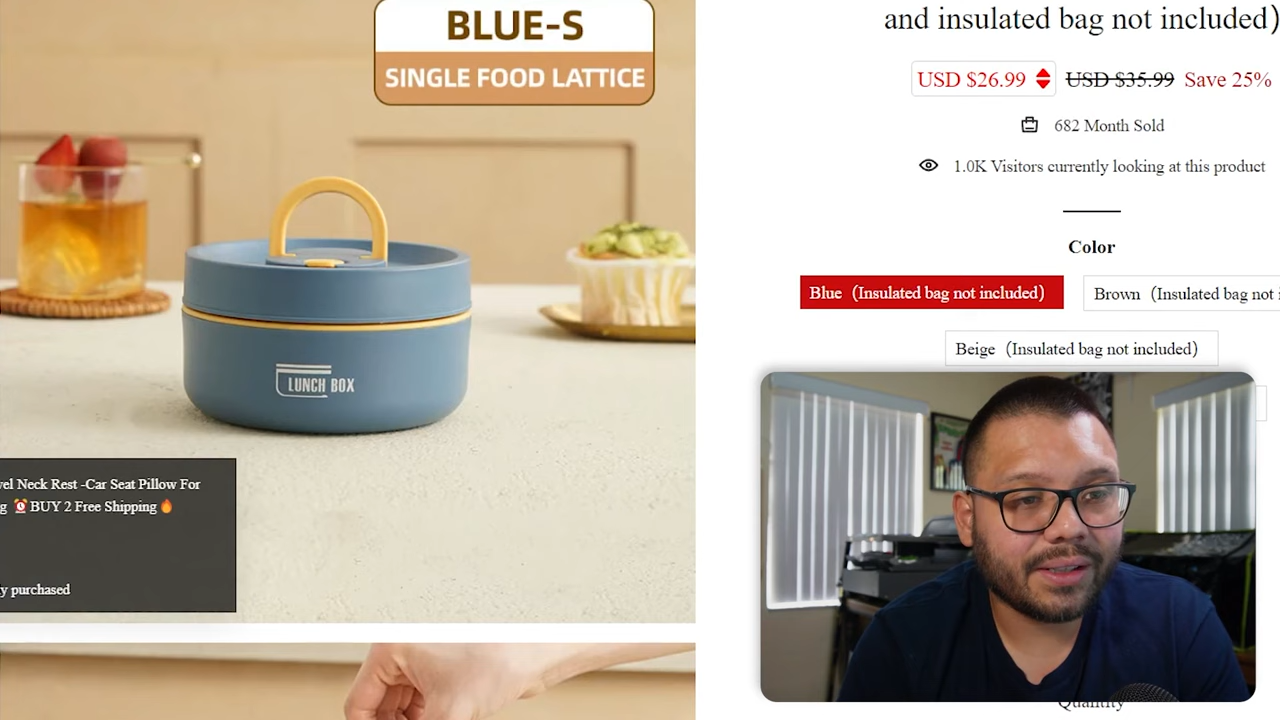 BLUE-S
SINGLE FOOD LATTICE
LUNCH BOX
Neck Rest -Car Seat Pillow For
BUY 2 Free Shipping
purchased
and insulated bag not included)
USD $26.99 USD $35.99 Save 25%
682 Month Sold
1.0K Visitors currently looking at this product
Color
Blue (Insulated bag not included)
Brown (Insulated bag not
Beige (Insulated bag not included)
Quantity